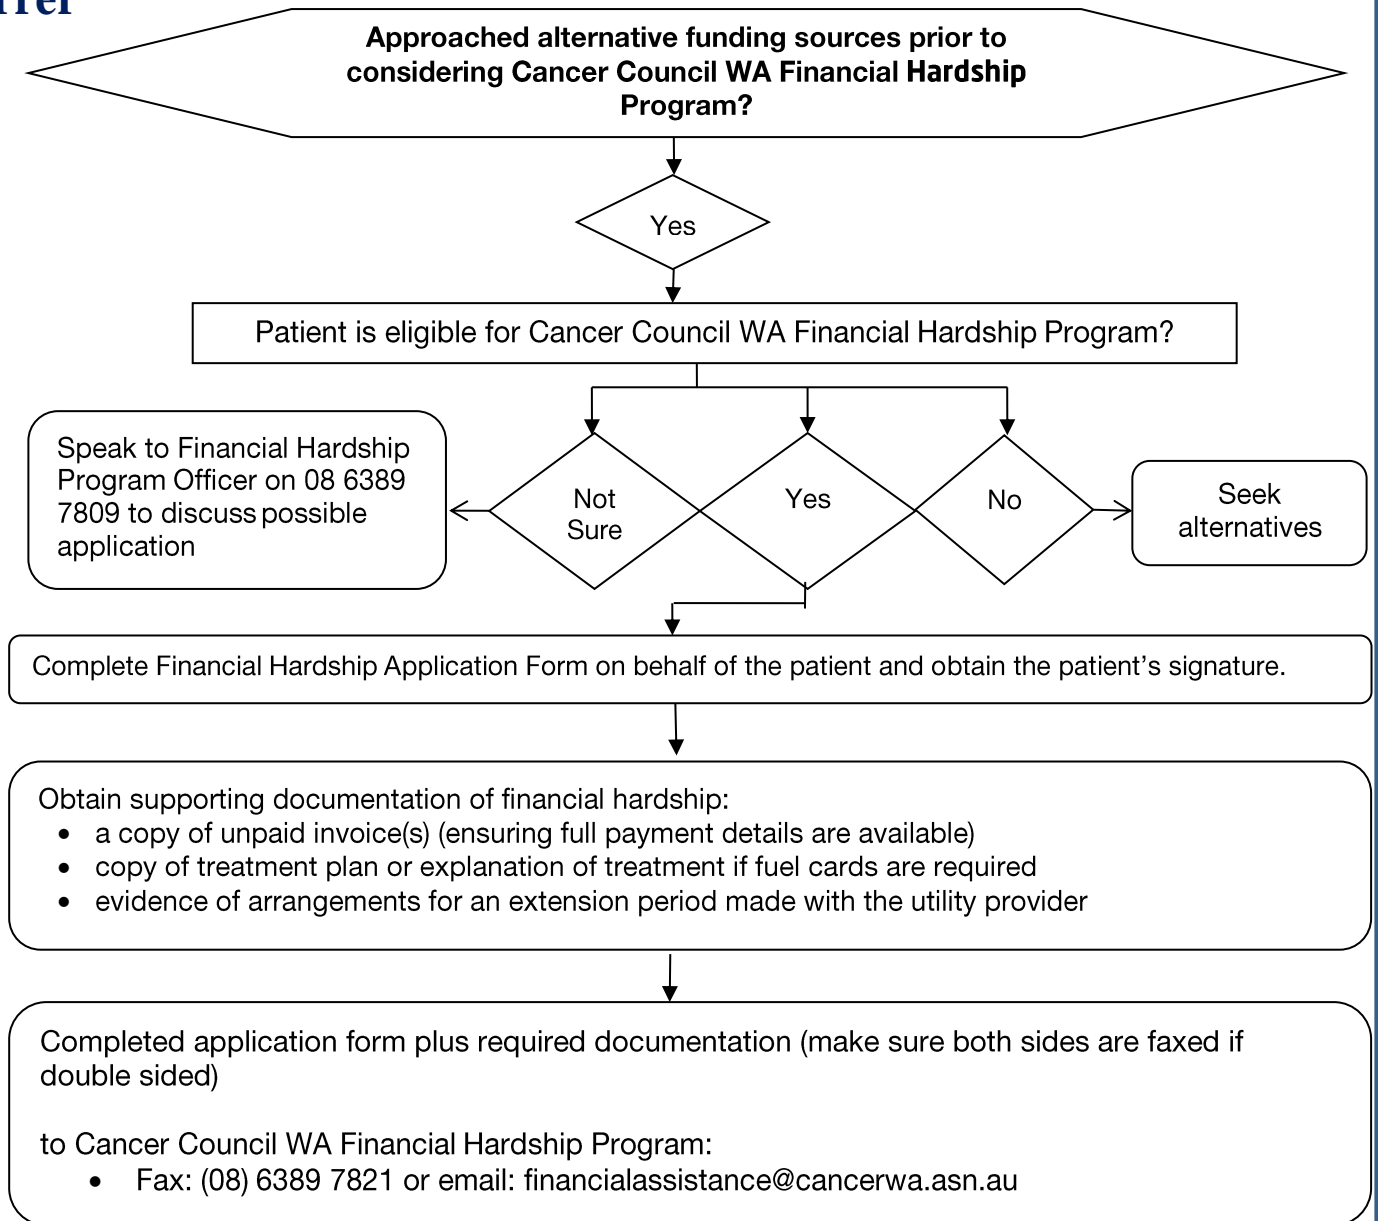 Approached alternative funding sources prior to
considering Cancer Council WA Financial Hardship
Program?
Yes
Patient is eligible for Cancer Council WA Financial Hardship Program?
Speak to Financial Hardship
Program Officer on 08 6389
7809 to discuss possible
application
Not
Sure
Yes
No
Seek
alternatives
Complete Financial Hardship Application Form on behalf of the patient and obtain the patient’s signature.
Obtain supporting documentation of financial hardship:
• a copy of unpaid invoice(s) (ensuring full payment details are available)
• copy of treatment plan or explanation of treatment if fuel cards are required
• evidence of arrangements for an extension period made with the utility provider
Completed application form plus required documentation (make sure both sides are faxed if
double sided)
to Cancer Council WA Financial Hardship Program:
• Fax: (08) 6389 7821 or email: financialassistance@cancerwa.asn.au